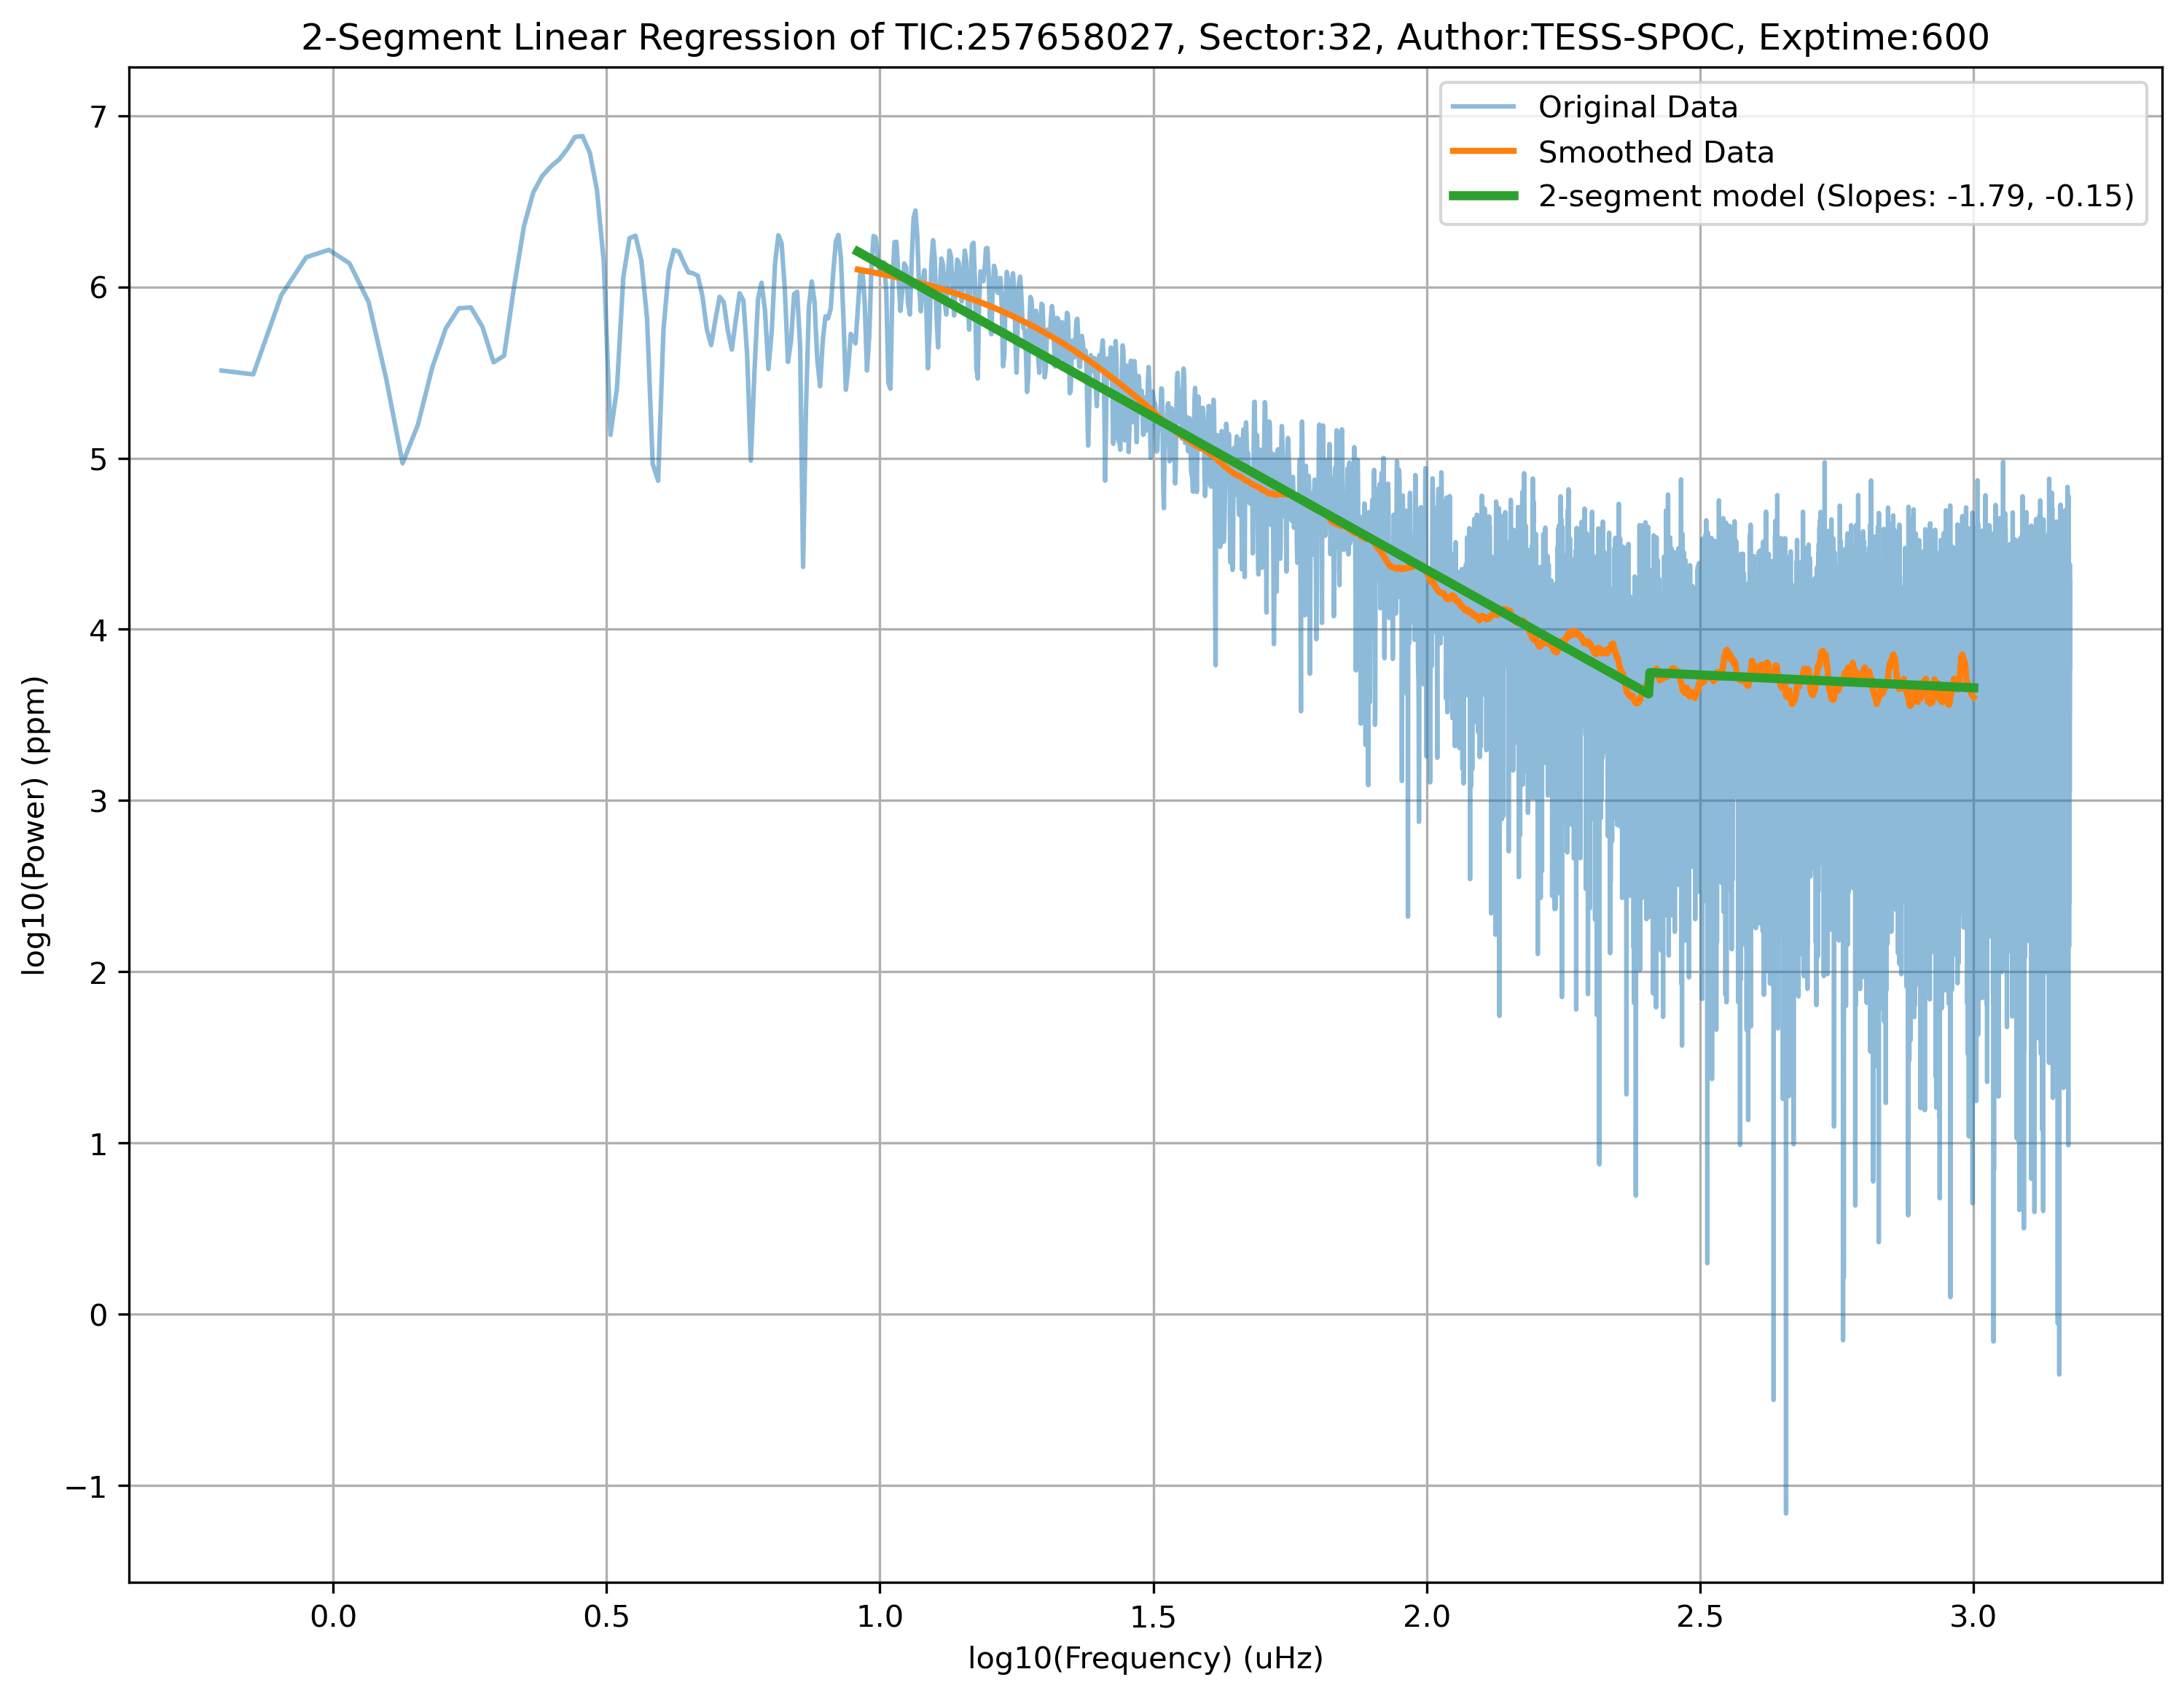 2-Segment Linear Regression of TIC:257658027, Sector:32, Author:TESS-SPOC, Exptime:600
Original Data
Smoothed Data
2-segment model (Slopes: -1.79, -0.15)
7
6
5
4
3
2
1
0
−1
log10(Power) (ppm)
0.0 0.5 1.0 1.5 2.0 2.5 3.0
log10(Frequency) (uHz)